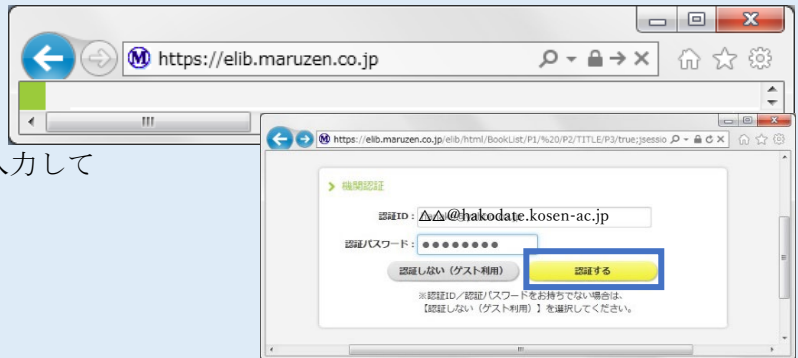 https://elib.maruzen.co.jp
入力して
https://elib.maruzen.co.jp/elib/html/BookList/P1/%20/P2/TITLE/P3/true;jsessio
機関認証
認証ID： △△@hakodate.kosen-ac.jp
認証パスワード： ●●●●●●●●
認証しない（ゲスト利用） 認証する
※認証ID／認証パスワードをお持ちでない場合は、
【認証しない（ゲスト利用）】を選択してください。